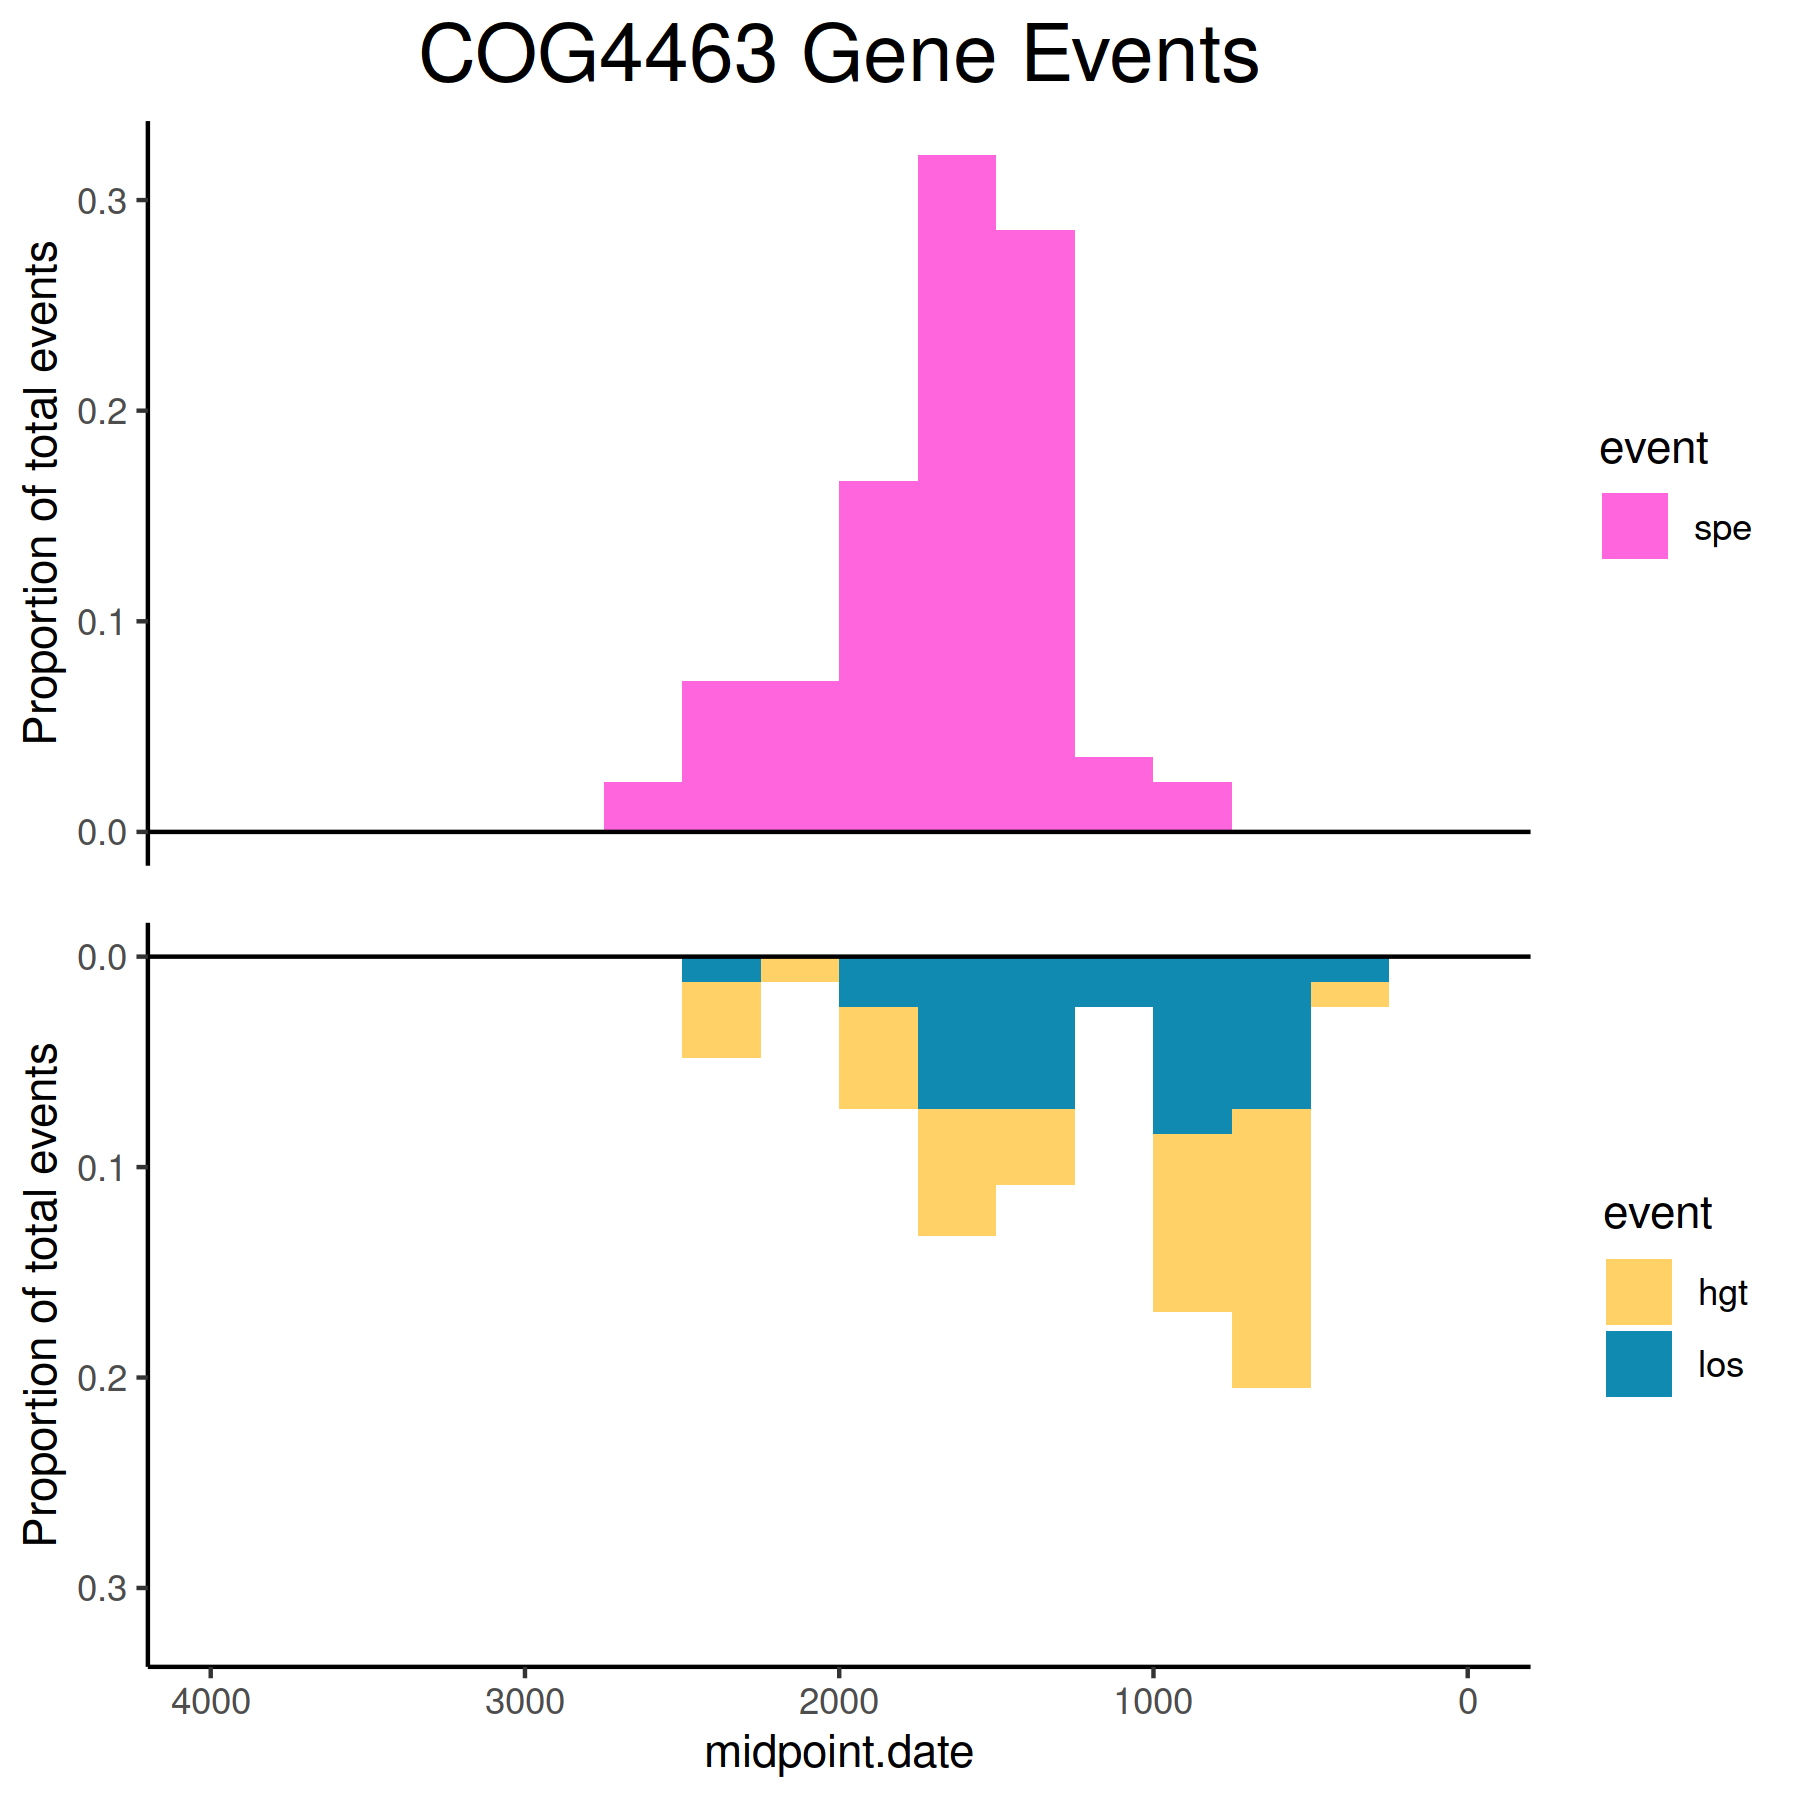 COG4463 Gene Events
Proportion of total events
0.3
0.2
0.1
0.0
event
spe
Proportion of total events
0.0
0.1
0.2
0.3
event
hgt
los
4000 3000 2000 1000 0
midpoint.date